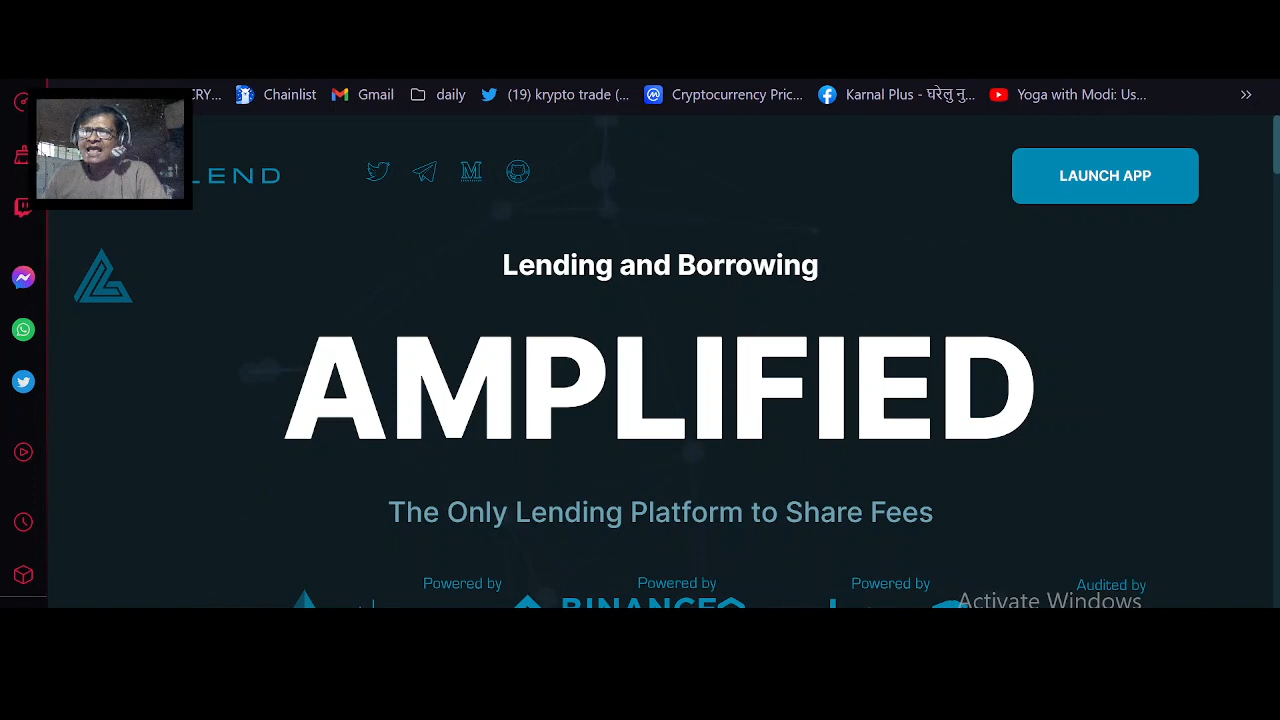 CRY... Chainlist Gmail daily (19) krypto trade (... Cryptocurrency Pric... Karnal Plus - घरेलु नु... Yoga with Modi: Us... »
LEND
LAUNCH APP
Lending and Borrowing
AMPLIFIED
The Only Lending Platform to Share Fees
Powered by Powered by Powered by Audited by
BINANCE
Activate Windows